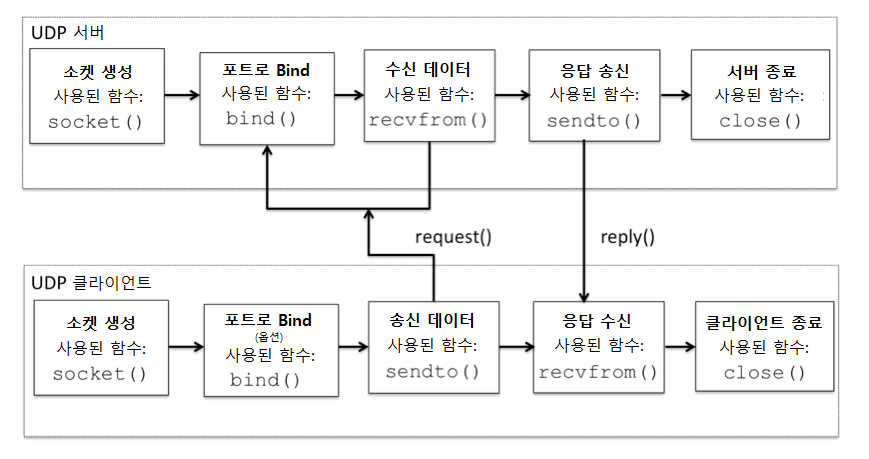 UDP 서버
소켓 생성
사용된 함수:
socket()
포트로 Bind
사용된 함수:
bind()
수신 데이터
사용된 함수:
recvfrom()
응답 송신
사용된 함수:
sendto()
서버 종료
사용된 함수:
close()
request()
reply()
UDP 클라이언트
소켓 생성
사용된 함수:
socket()
포트로 Bind
(옵션)
사용된 함수:
bind()
송신 데이터
사용된 함수:
sendto()
응답 수신
사용된 함수:
recvfrom()
클라이언트 종료
사용된 함수:
close()